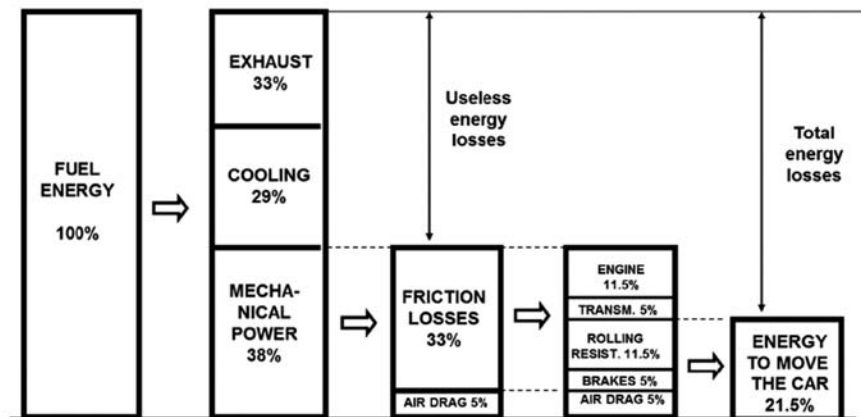 FUEL
ENERGY
100%
EXHAUST
33%
COOLING
29%
MECHA-
NICAL
POWER
38%
Useless
energy
losses
FRICTION
LOSSES
33%
AIR DRAG 5%
ENGINE
11.5%
TRANSM. 5%
ROLLING
RESIST. 11.5%
BRAKES 5%
AIR DRAG 5%
Total
energy
losses
ENERGY
TO MOVE
THE CAR
21.5%